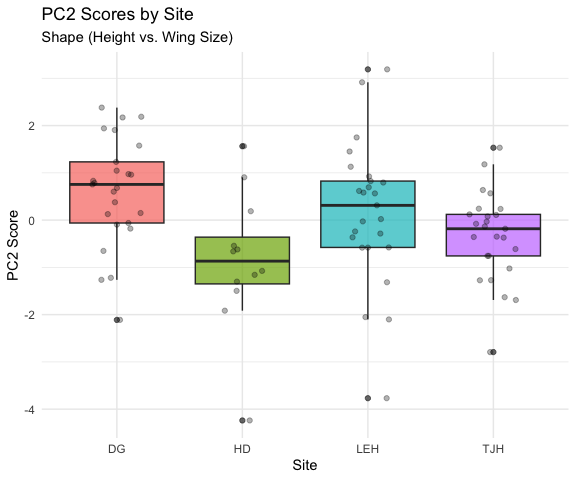 PC2 Scores by Site
Shape (Height vs. Wing Size)
PC2 Score
2
0
-2
-4
DG HD LEH TJH
Site